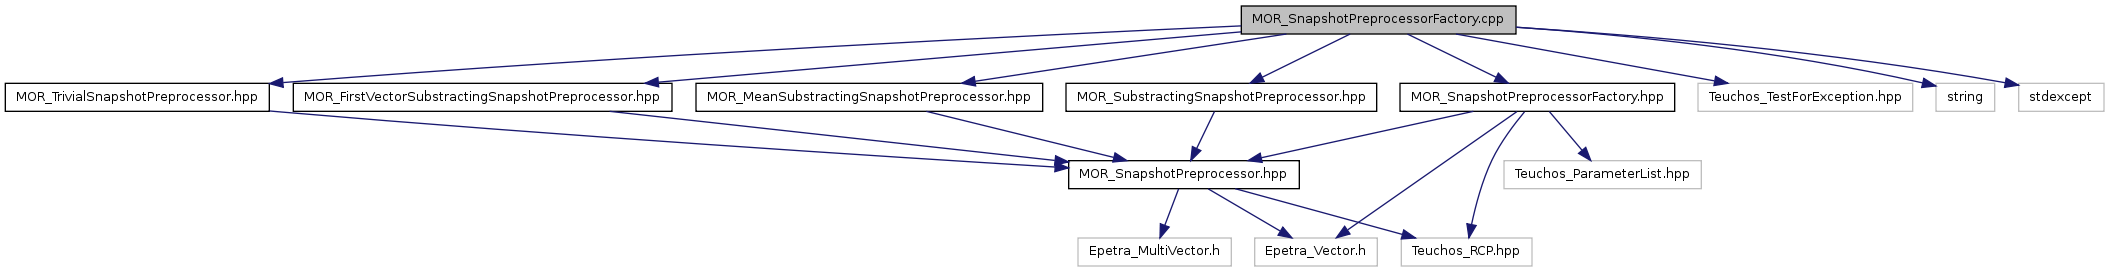 MOR_SnapshotPreprocessorFactory.cpp
MOR_TrivialSnapshotPreprocessor.hpp
MOR_FirstVectorSubstractingSnapshotPreprocessor.hpp
MOR_MeanSubstractingSnapshotPreprocessor.hpp
MOR_SubstractingSnapshotPreprocessor.hpp
MOR_SnapshotPreprocessorFactory.hpp
Teuchos_TestForException.hpp
string
stdexcept
MOR_SnapshotPreprocessor.hpp
Teuchos_ParameterList.hpp
Epetra_MultiVector.h
Epetra_Vector.h
Teuchos_RCP.hpp